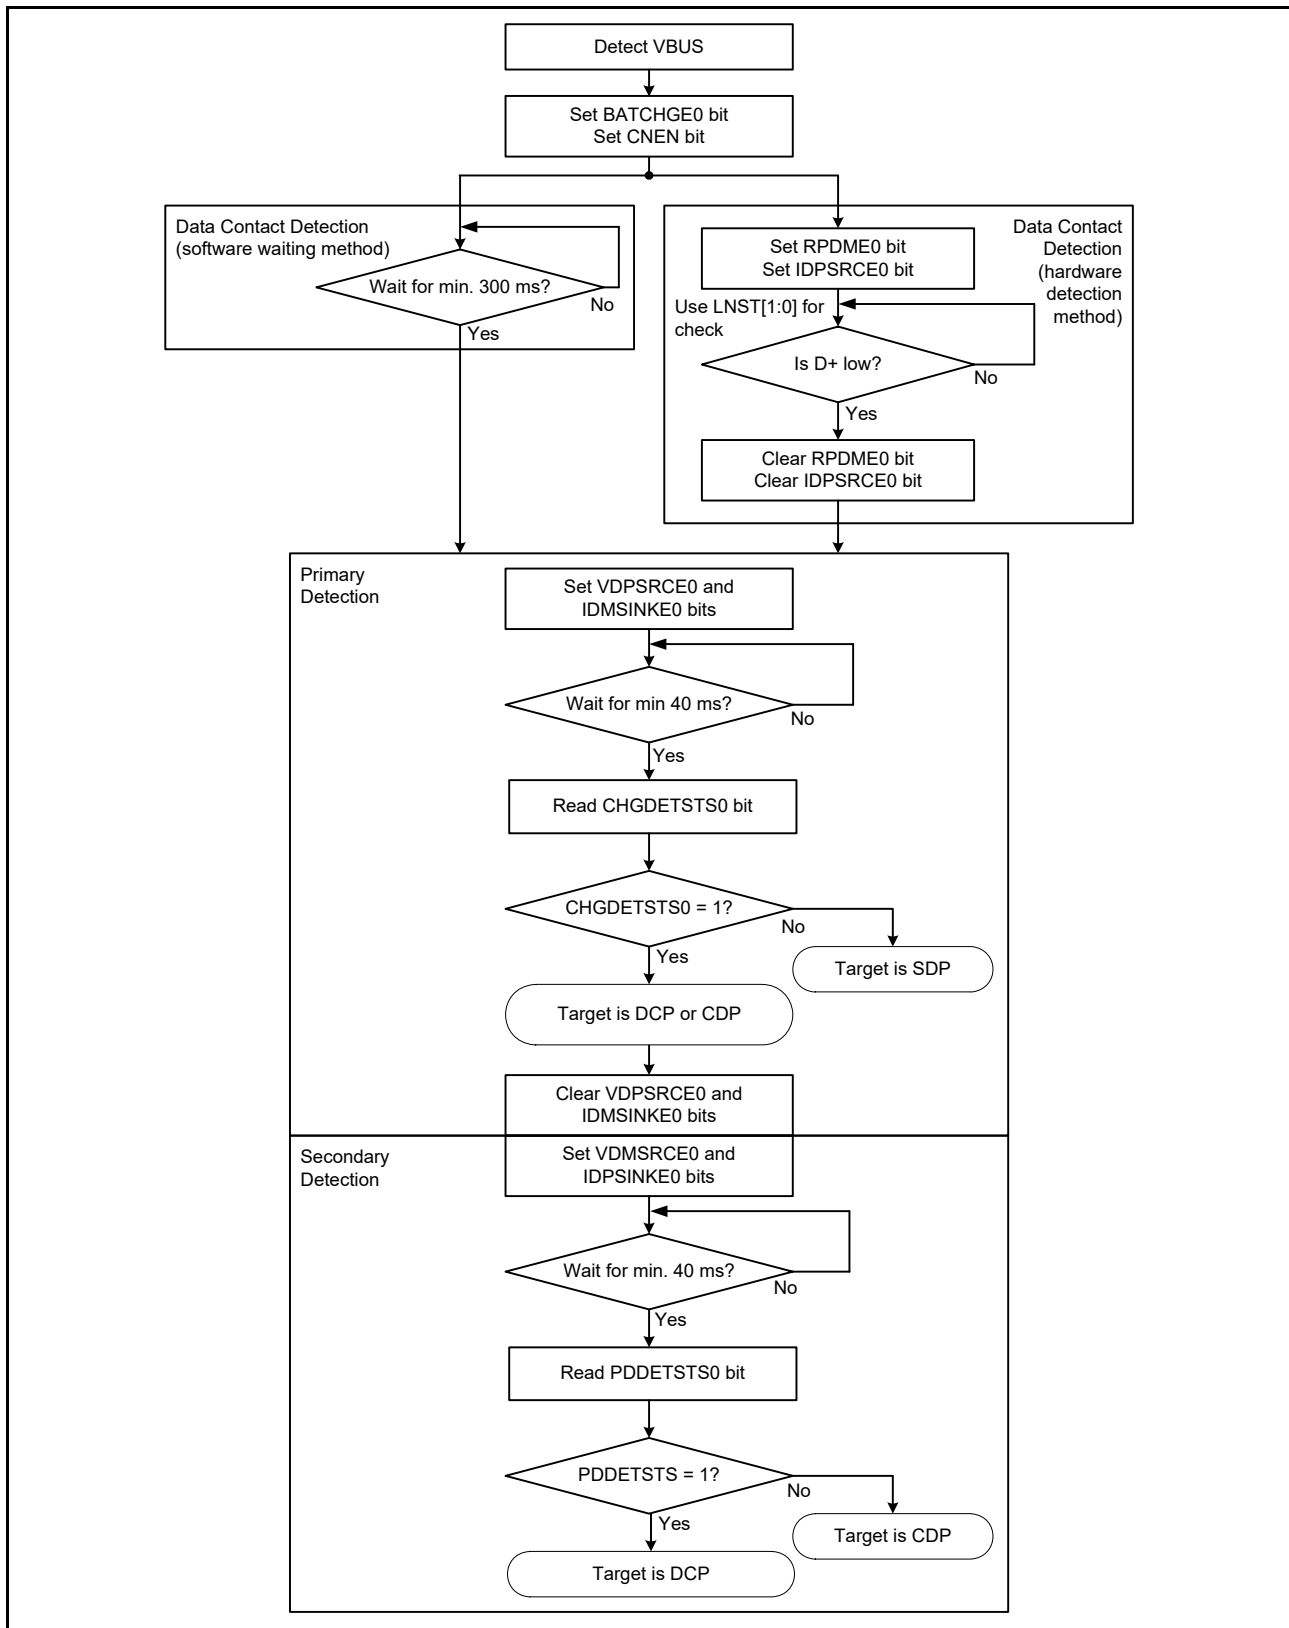 Detect VBUS
Set BATCHGE0 bit
Set CNEN bit
Data Contact Detection
(software waiting method)
Wait for min. 300 ms?
No
Yes
Data Contact
Detection
(hardware
detection
method)
Set RPDME0 bit
Set IDPSRCE0 bit
Use LNST[1:0] for
check
Is D+ low?
No
Yes
Clear RPDME0 bit
Clear IDPSRCE0 bit
Primary
Detection
Set VDPSRCE0 and
IDMSINKE0 bits
Wait for min 40 ms?
No
Yes
Read CHGDETSTS0 bit
CHGDETSTS0 = 1?
No
Yes
Target is SDP
Target is DCP or CDP
Clear VDPSRCE0 and
IDMSINKE0 bits
Secondary
Detection
Set VDMSRCE0 and
IDPSINKE0 bits
Wait for min. 40 ms?
No
Yes
Read PDDETSTS0 bit
PDDETSTS = 1?
No
Yes
Target is CDP
Target is DCP